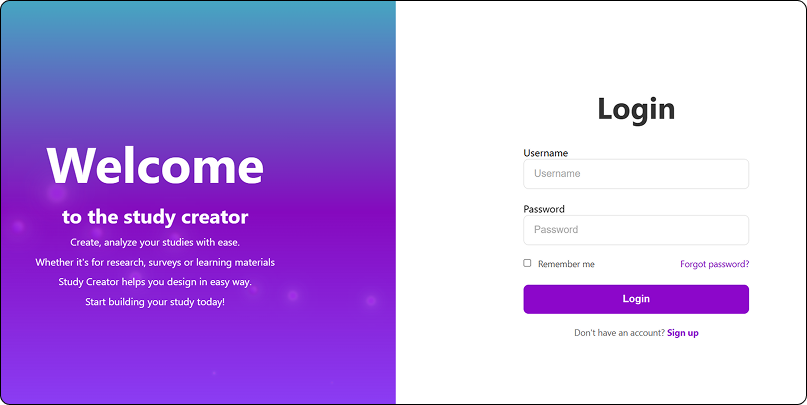 Welcome
to the study creator
Create, analyze your studies with ease.
Whether it's for research, surveys or learning materials
Study Creator helps you design in easy way.
Start building your study today!
Login
Username
Username
Password
Password
Remember me Forgot password?
Login
Don't have an account? Sign up